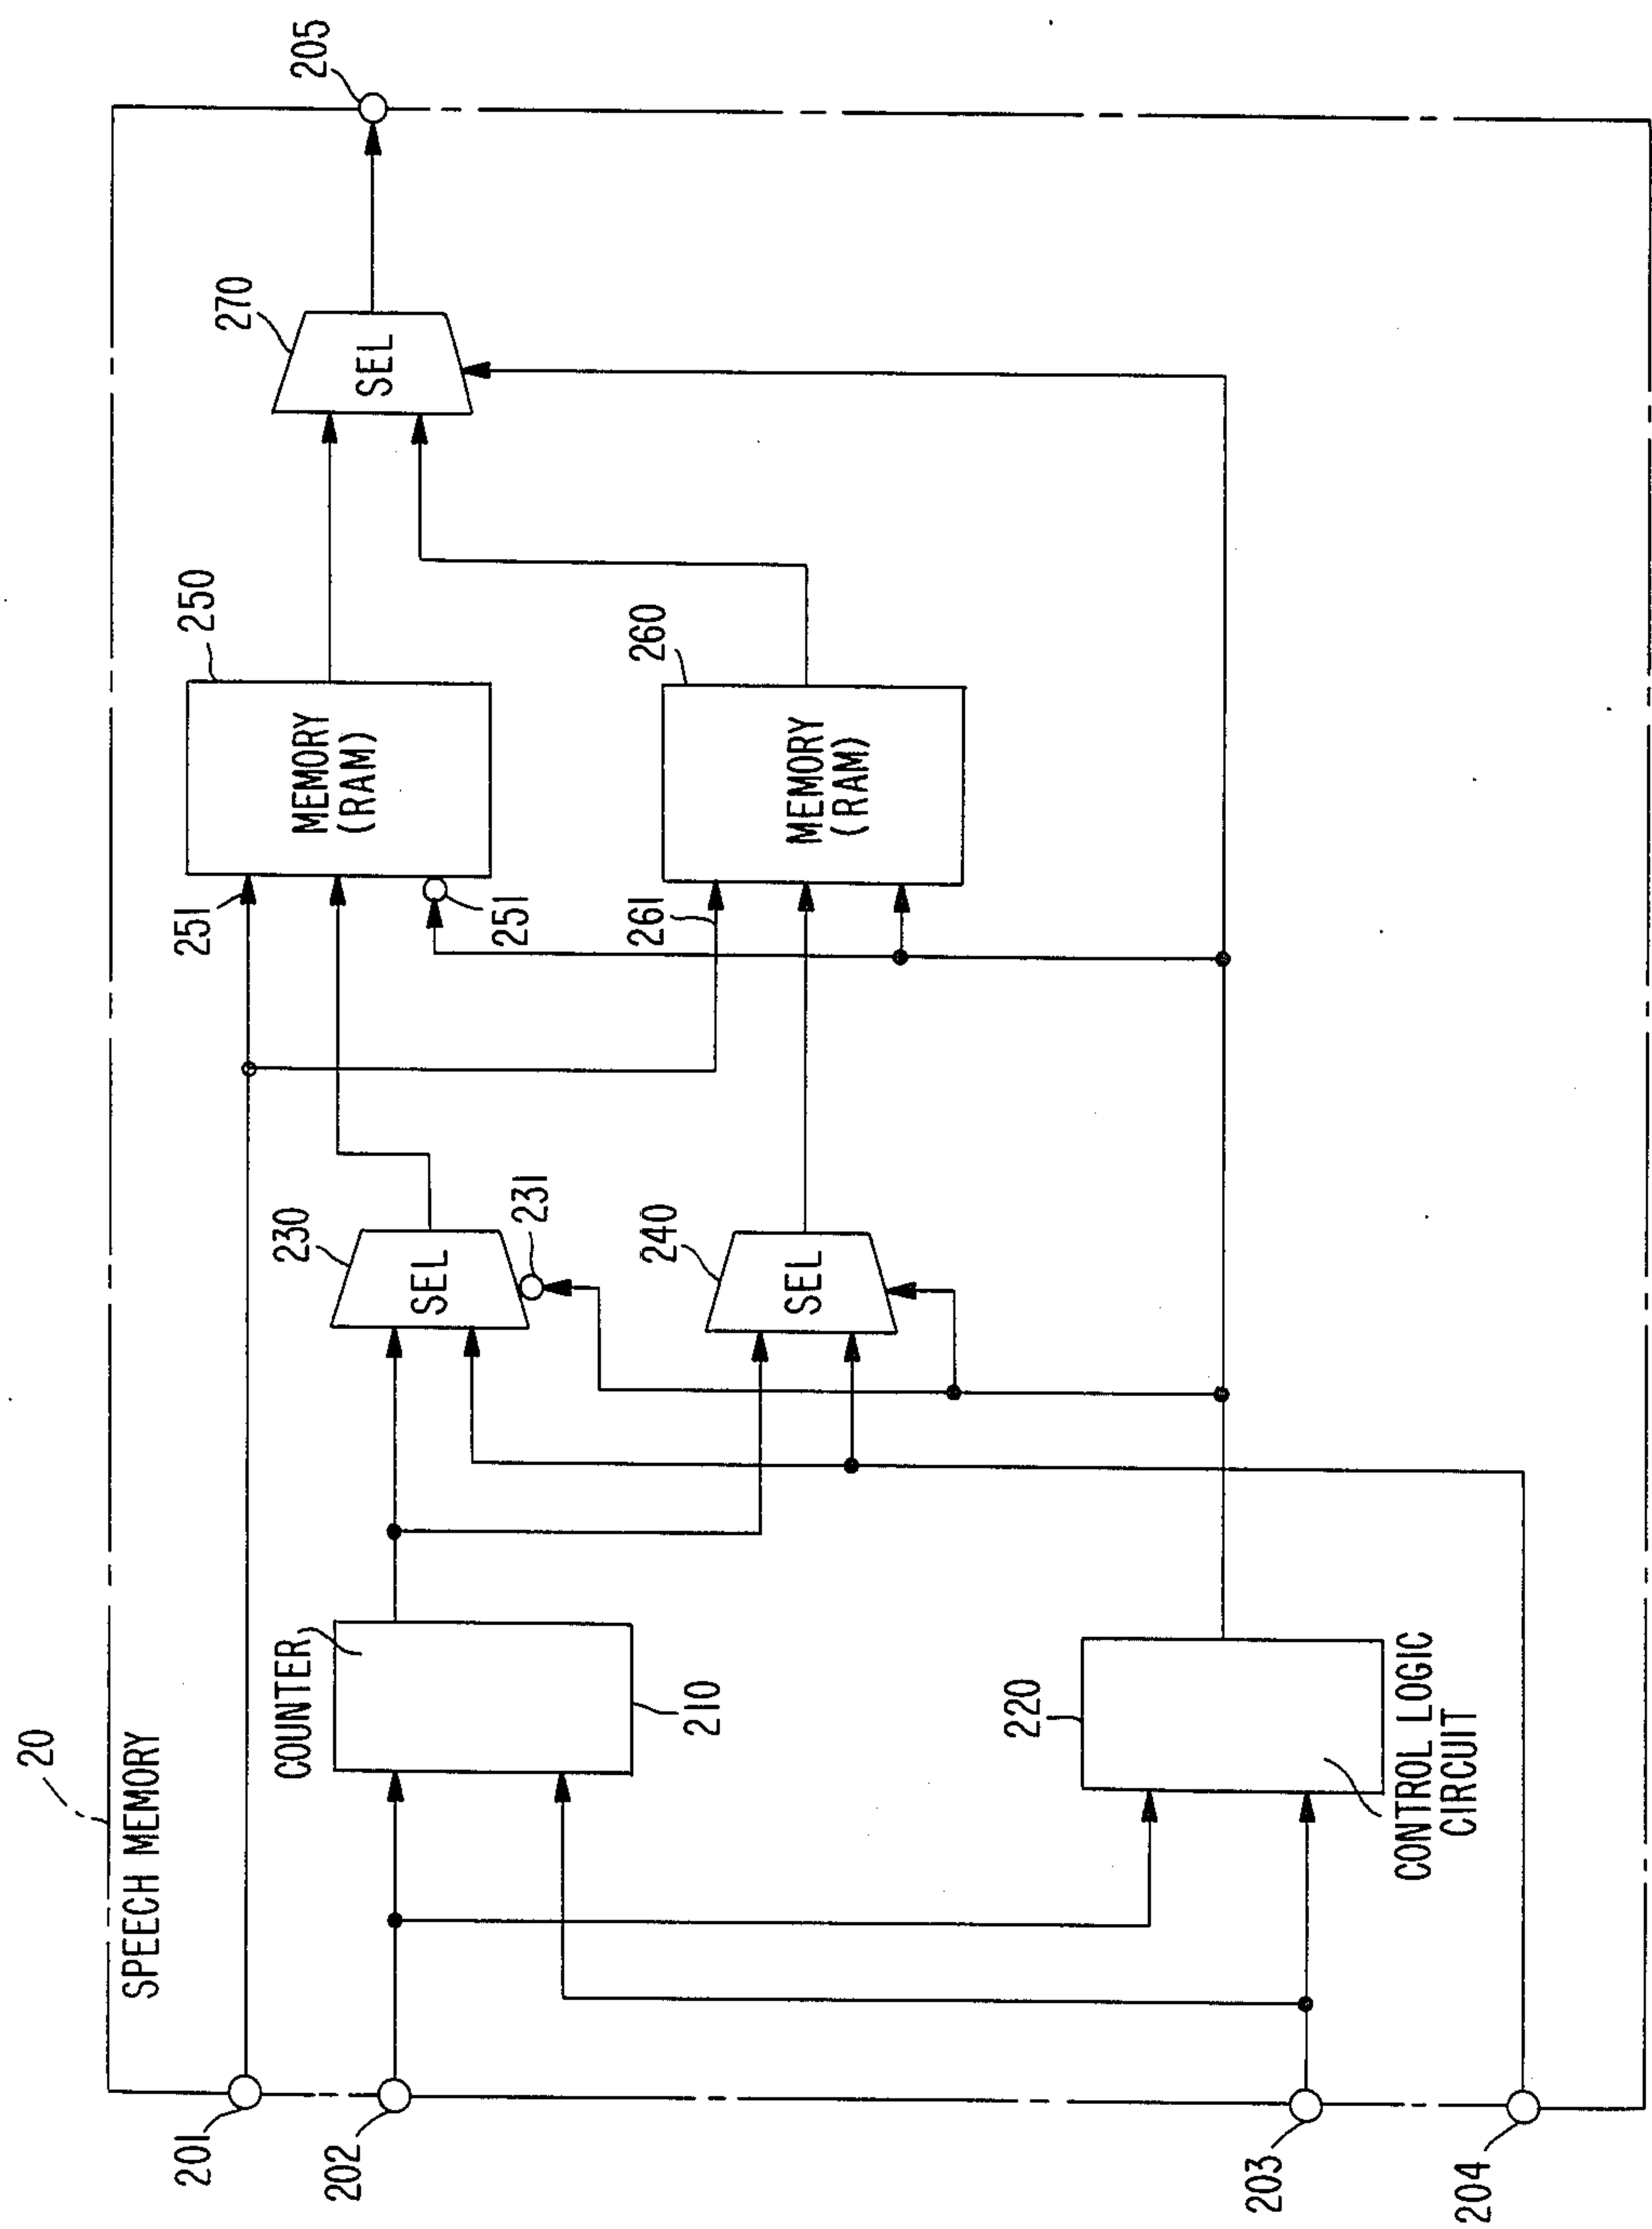 20
SPEECH MEMORY
201
202
203
204
205
COUNTER
210
220
CONTROL LOGIC
CIRCUIT
230
SEL
231
240
SEL
251
250
MEMORY
(RAM)
251
261
260
MEMORY
(RAM)
270
SEL